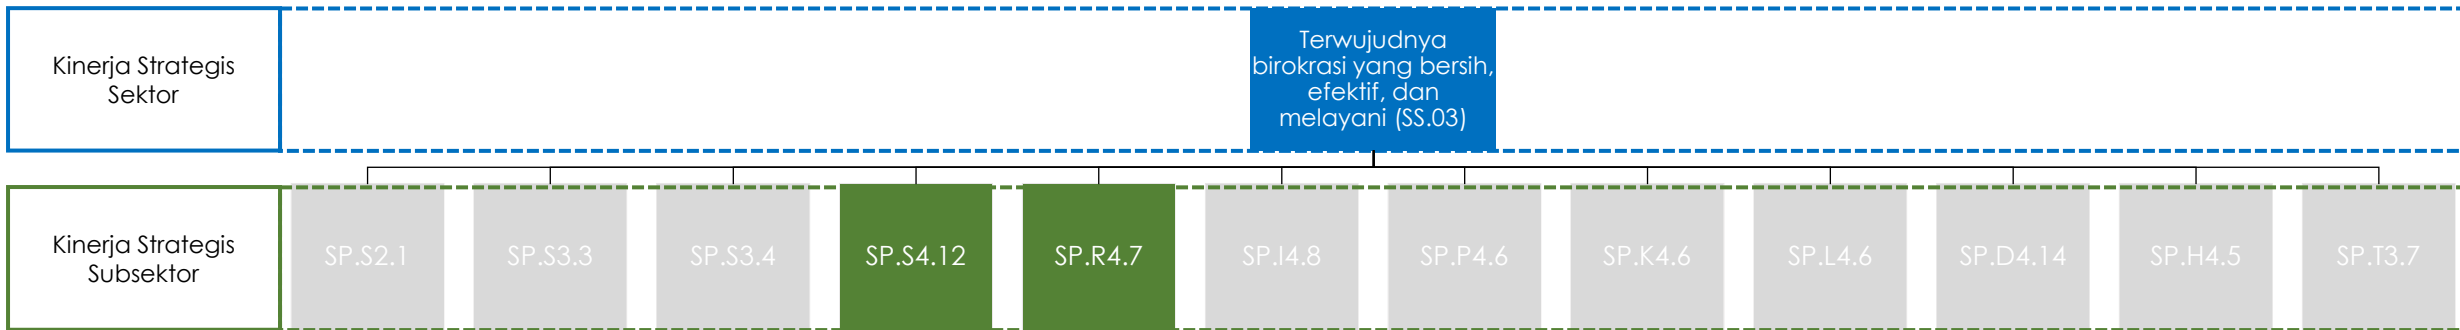 Kinerja Strategis
Sektor
Terwujudnya
birokrasi yang bersih,
efektif, dan
melayani (SS.03)
Kinerja Strategis
Subsektor
SP.S2.1
SP.S3.3
SP.S3.4
SP.S4.12
SP.R4.7
SP.I4.8
SP.P4.6
SP.K4.6
SP.L4.6
SP.D4.14
SP.H4.5
SP.T3.7